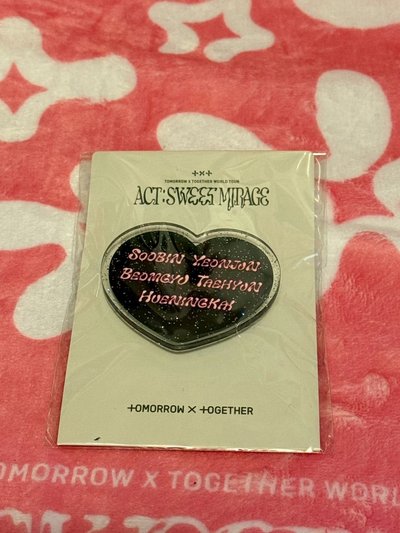 +×+
TOMORROW X TOGETHER WORLD TOUR
ACT : SWEET MIRAGE
SOOBIN YEONJUN
BEOMGYU TAEHYUN
HUENINGKAI
TOMORROW × TOGETHER
TOMORROW X TOGETHER WORL